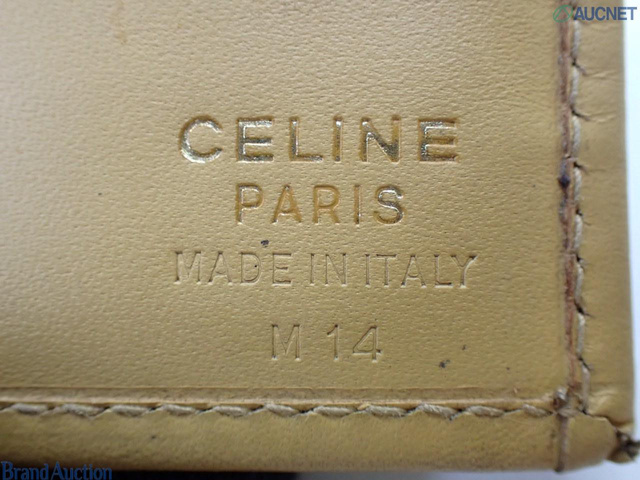 AUCNET
CELINE
PARIS
MADE IN ITALY
M 14
Brand Auction